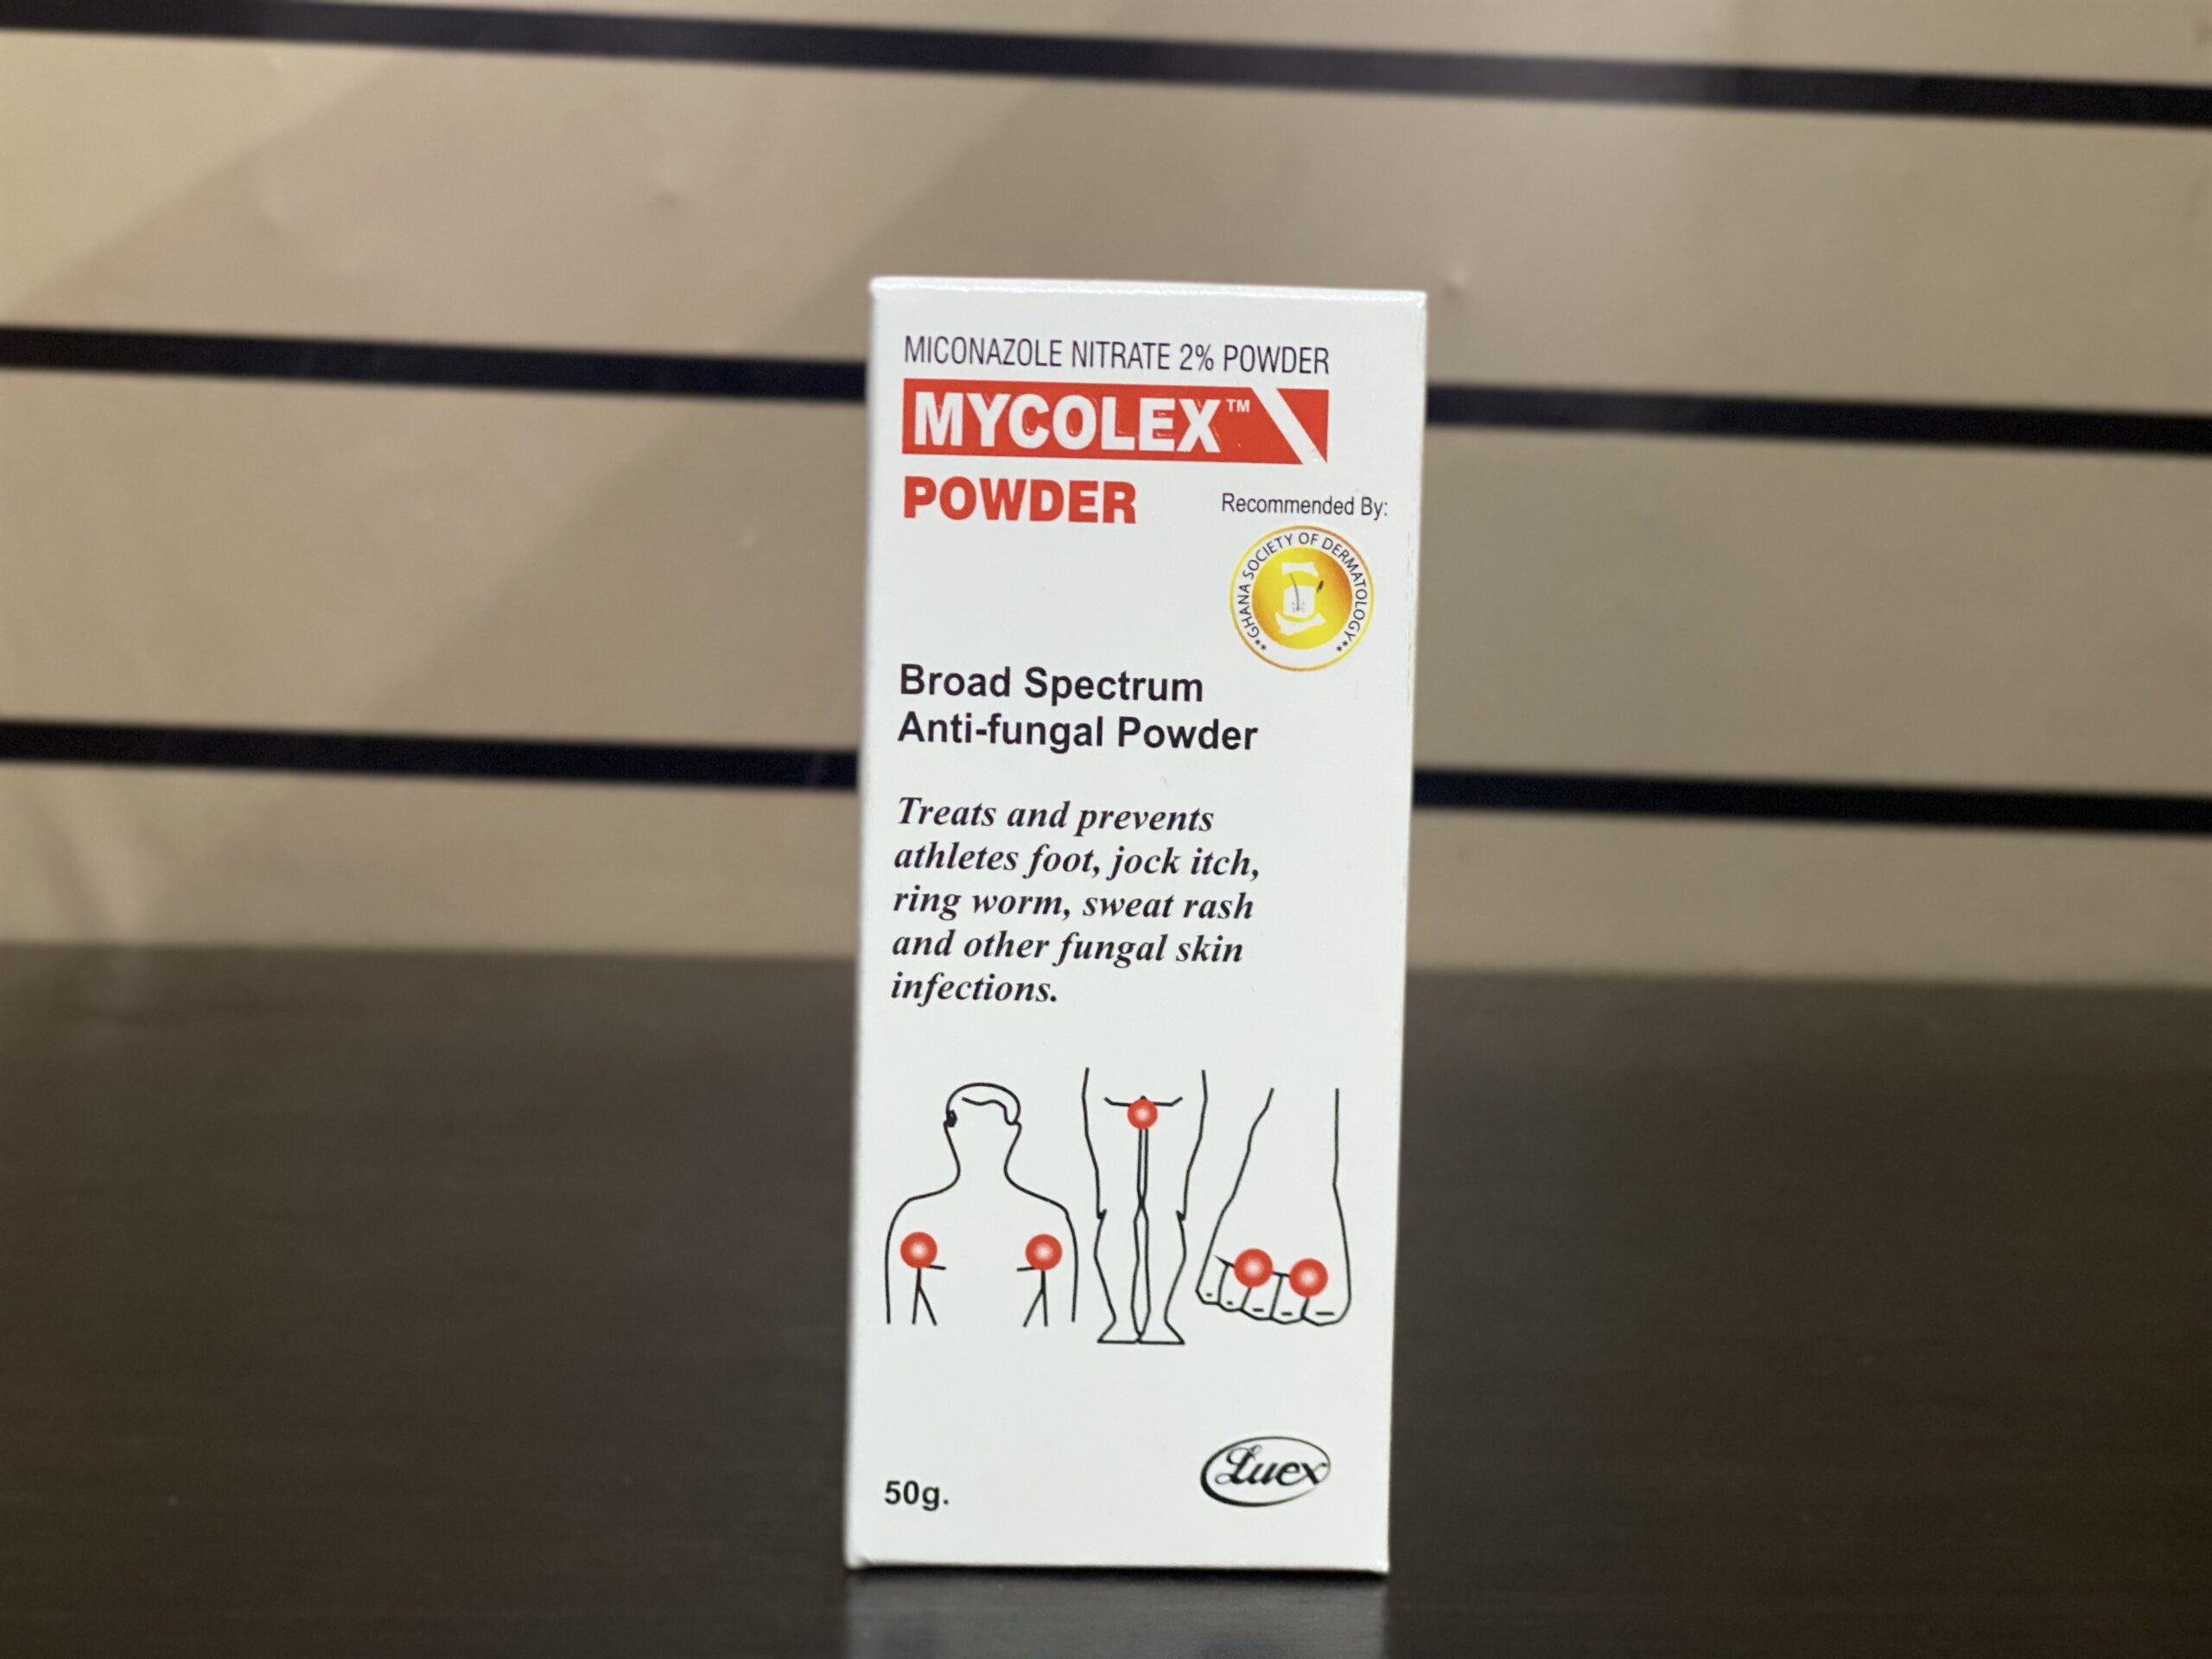 MICONAZOLE NITRATE 2% POWDER
MYCOLEX™
POWDER
Recommended By:
**GHANA SOCIETY OF DERMATOLOGY**
Broad Spectrum
Anti-fungal Powder
Treats and prevents
athletes foot, jock itch,
ring worm, sweat rash
and other fungal skin
infections.
50g.
Luex